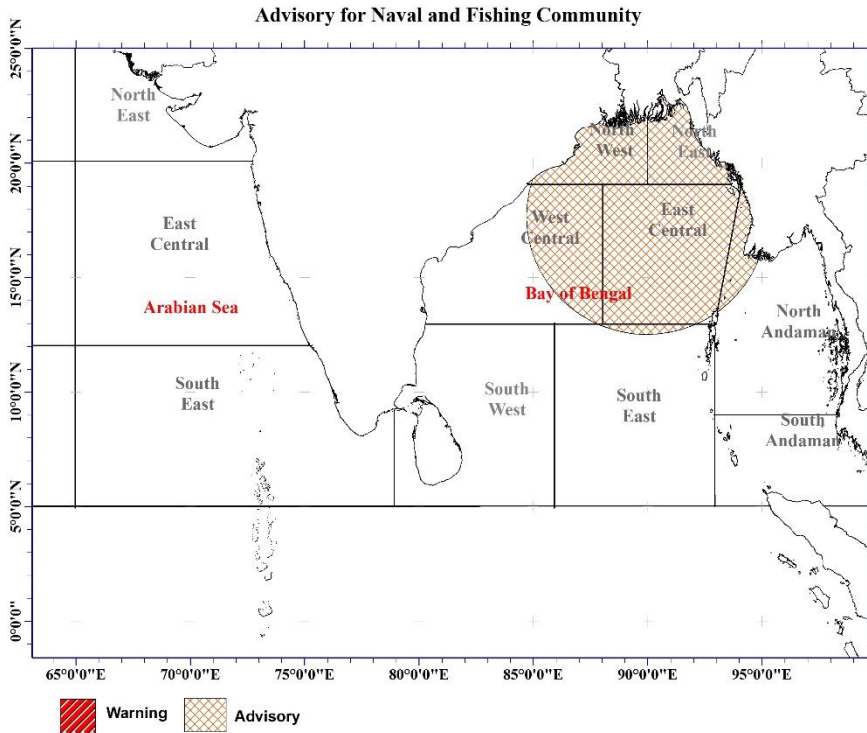 Advisory for Naval and Fishing Community
25°0'0"N
20°0'0"N
15°0'0"N
10°0'0"N
5°0'0"N
0°0'0"
North
East
North
West
North
East
East
Central
West
Central
East
Central
Arabian Sea
Bay of Bengal
North
Andaman
South
East
South
West
South
East
South
Andaman
65°0'0"E
70°0'0"E
75°0'0"E
80°0'0"E
85°0'0"E
90°0'0"E
95°0'0"E
Warning
Advisory